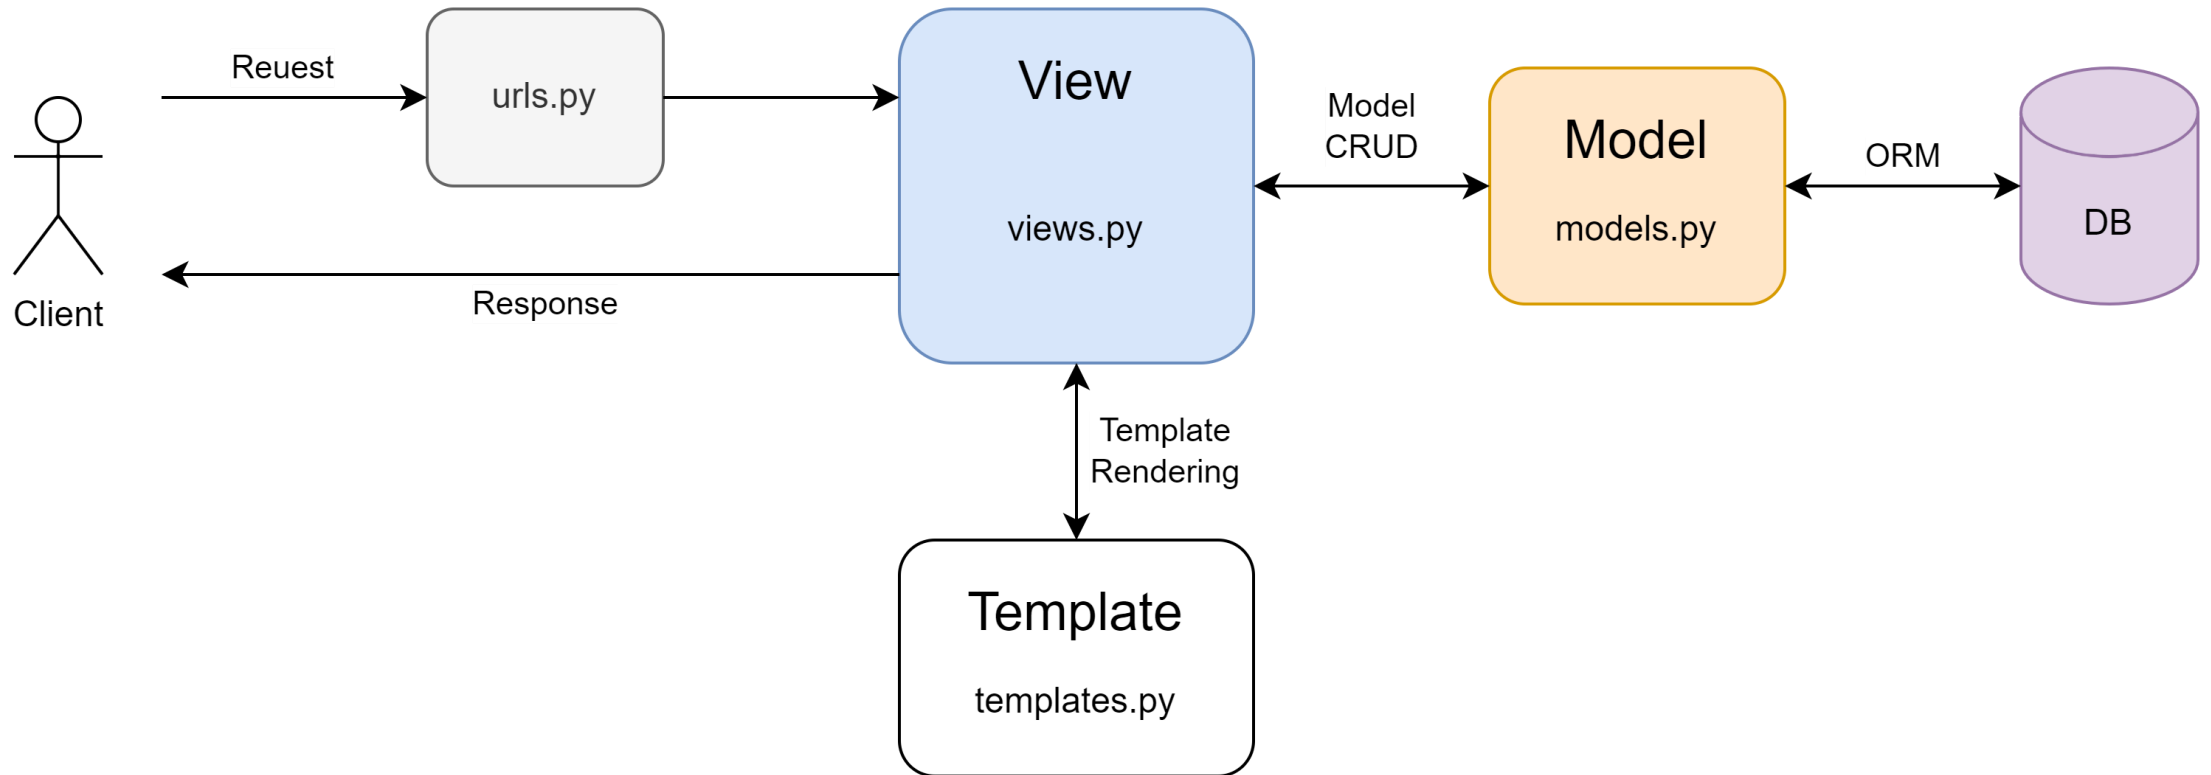 Reuest
urls.py
View
views.py
Model
CRUD
Model
models.py
ORM
DB
Client
Response
Template
Rendering
Template
templates.py